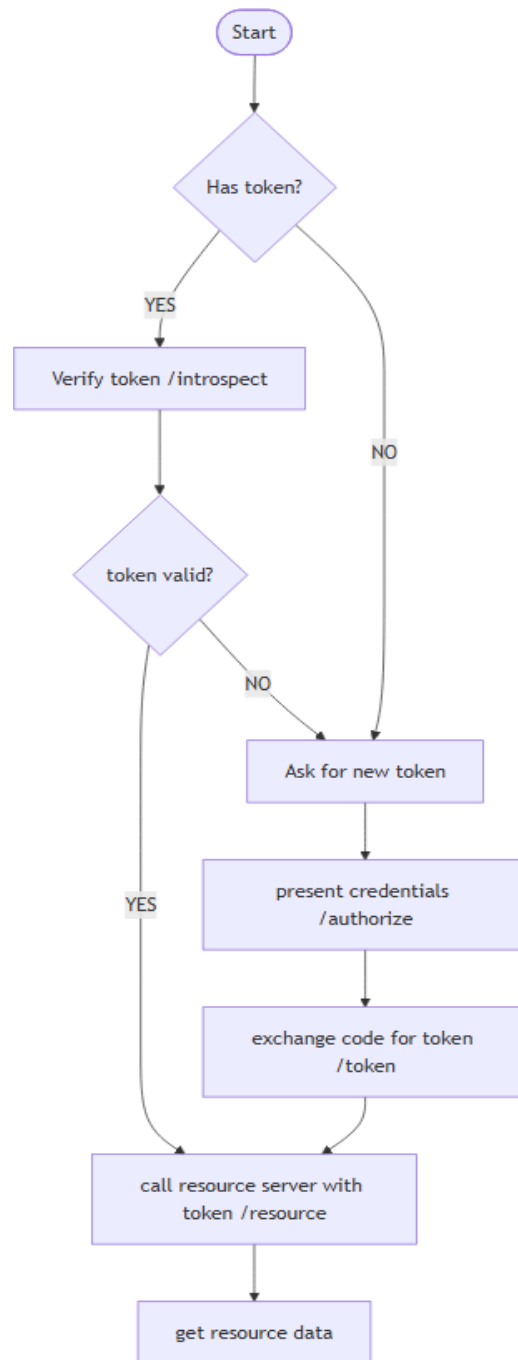 Start
Has token?
YES
Verify token /introspect
NO
token valid?
NO
Ask for new token
YES
present credentials
/authorize
exchange code for token
/token
call resource server with
token /resource
get resource data